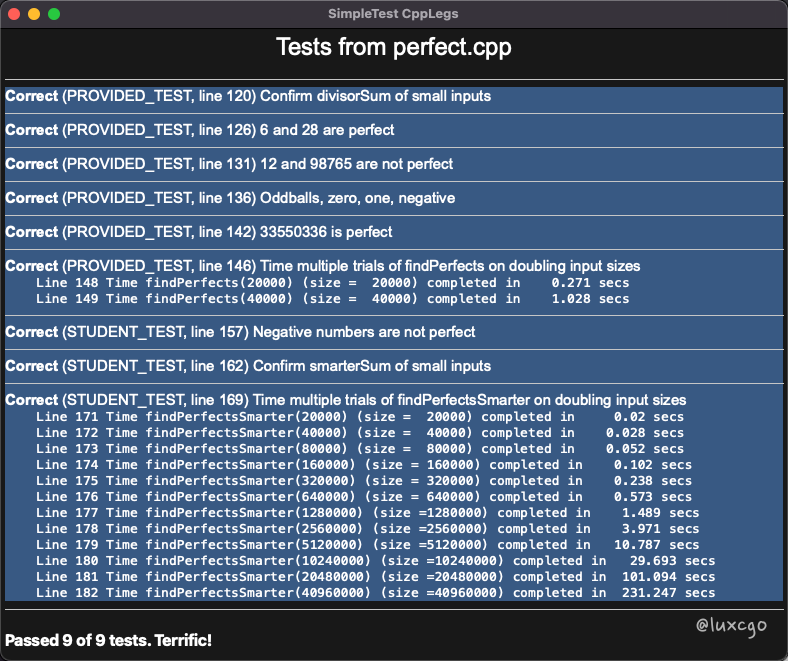 SimpleTest CppLegs
Tests from perfect.cpp
Correct (PROVIDED_TEST, line 120) Confirm divisorSum of small inputs
Correct (PROVIDED_TEST, line 126) 6 and 28 are perfect
Correct (PROVIDED_TEST, line 131) 12 and 98765 are not perfect
Correct (PROVIDED_TEST, line 136) Oddballs, zero, one, negative
Correct (PROVIDED_TEST, line 142) 33550336 is perfect
Correct (PROVIDED_TEST, line 146) Time multiple trials of findPerfects on doubling input sizes
Line 148 Time findPerfects(20000) (size =  20000) completed in    0.271 secs
Line 149 Time findPerfects(40000) (size =  40000) completed in    1.028 secs
Correct (STUDENT_TEST, line 157) Negative numbers are not perfect
Correct (STUDENT_TEST, line 162) Confirm smarterSum of small inputs
Correct (STUDENT_TEST, line 169) Time multiple trials of findPerfectsSmarter on doubling input sizes
Line 171 Time findPerfectsSmarter(20000) (size =  20000) completed in     0.02 secs
Line 172 Time findPerfectsSmarter(40000) (size =  40000) completed in    0.028 secs
Line 173 Time findPerfectsSmarter(80000) (size =  80000) completed in    0.052 secs
Line 174 Time findPerfectsSmarter(160000) (size = 160000) completed in    0.102 secs
Line 175 Time findPerfectsSmarter(320000) (size = 320000) completed in    0.238 secs
Line 176 Time findPerfectsSmarter(640000) (size = 640000) completed in    0.573 secs
Line 177 Time findPerfectsSmarter(1280000) (size =1280000) completed in    1.489 secs
Line 178 Time findPerfectsSmarter(2560000) (size =2560000) completed in    3.971 secs
Line 179 Time findPerfectsSmarter(5120000) (size =5120000) completed in   10.787 secs
Line 180 Time findPerfectsSmarter(10240000) (size =10240000) completed in   29.693 secs
Line 181 Time findPerfectsSmarter(20480000) (size =20480000) completed in  101.094 secs
Line 182 Time findPerfectsSmarter(40960000) (size =40960000) completed in  231.247 secs
@luxcgo
Passed 9 of 9 tests. Terrific!